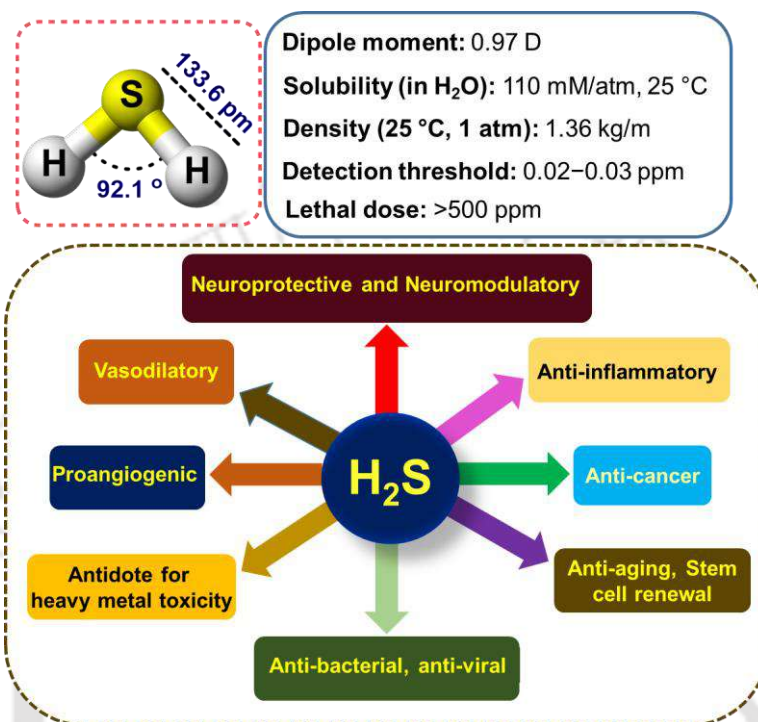 S
133.6 pm
H
H
92.1 º
Dipole moment: 0.97 D
Solubility (in H₂O): 110 mM/atm, 25 °C
Density (25 °C, 1 atm): 1.36 kg/m
Detection threshold: 0.02−0.03 ppm
Lethal dose: >500 ppm
Neuroprotective and Neuromodulatory
Vasodilatory
Anti-inflammatory
Proangiogenic
H₂S
Anti-cancer
Antidote for
heavy metal toxicity
Anti-aging, Stem
cell renewal
Anti-bacterial, anti-viral